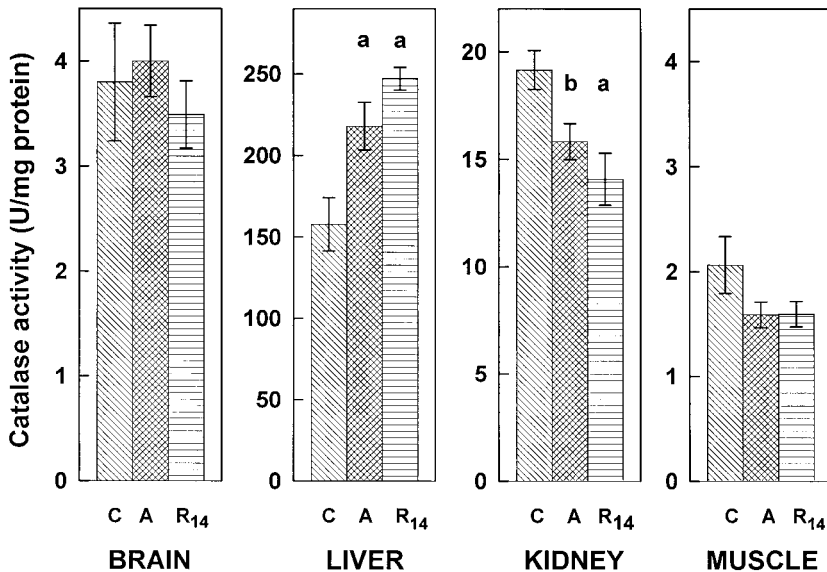 Catalase activity (U/mg protein)
4
3
2
1
0
C A R14
BRAIN
250
200
150
100
50
0
a a
C A R14
LIVER
20
15
10
5
0
b a
C A R14
KIDNEY
4
3
2
1
0
C A R14
MUSCLE